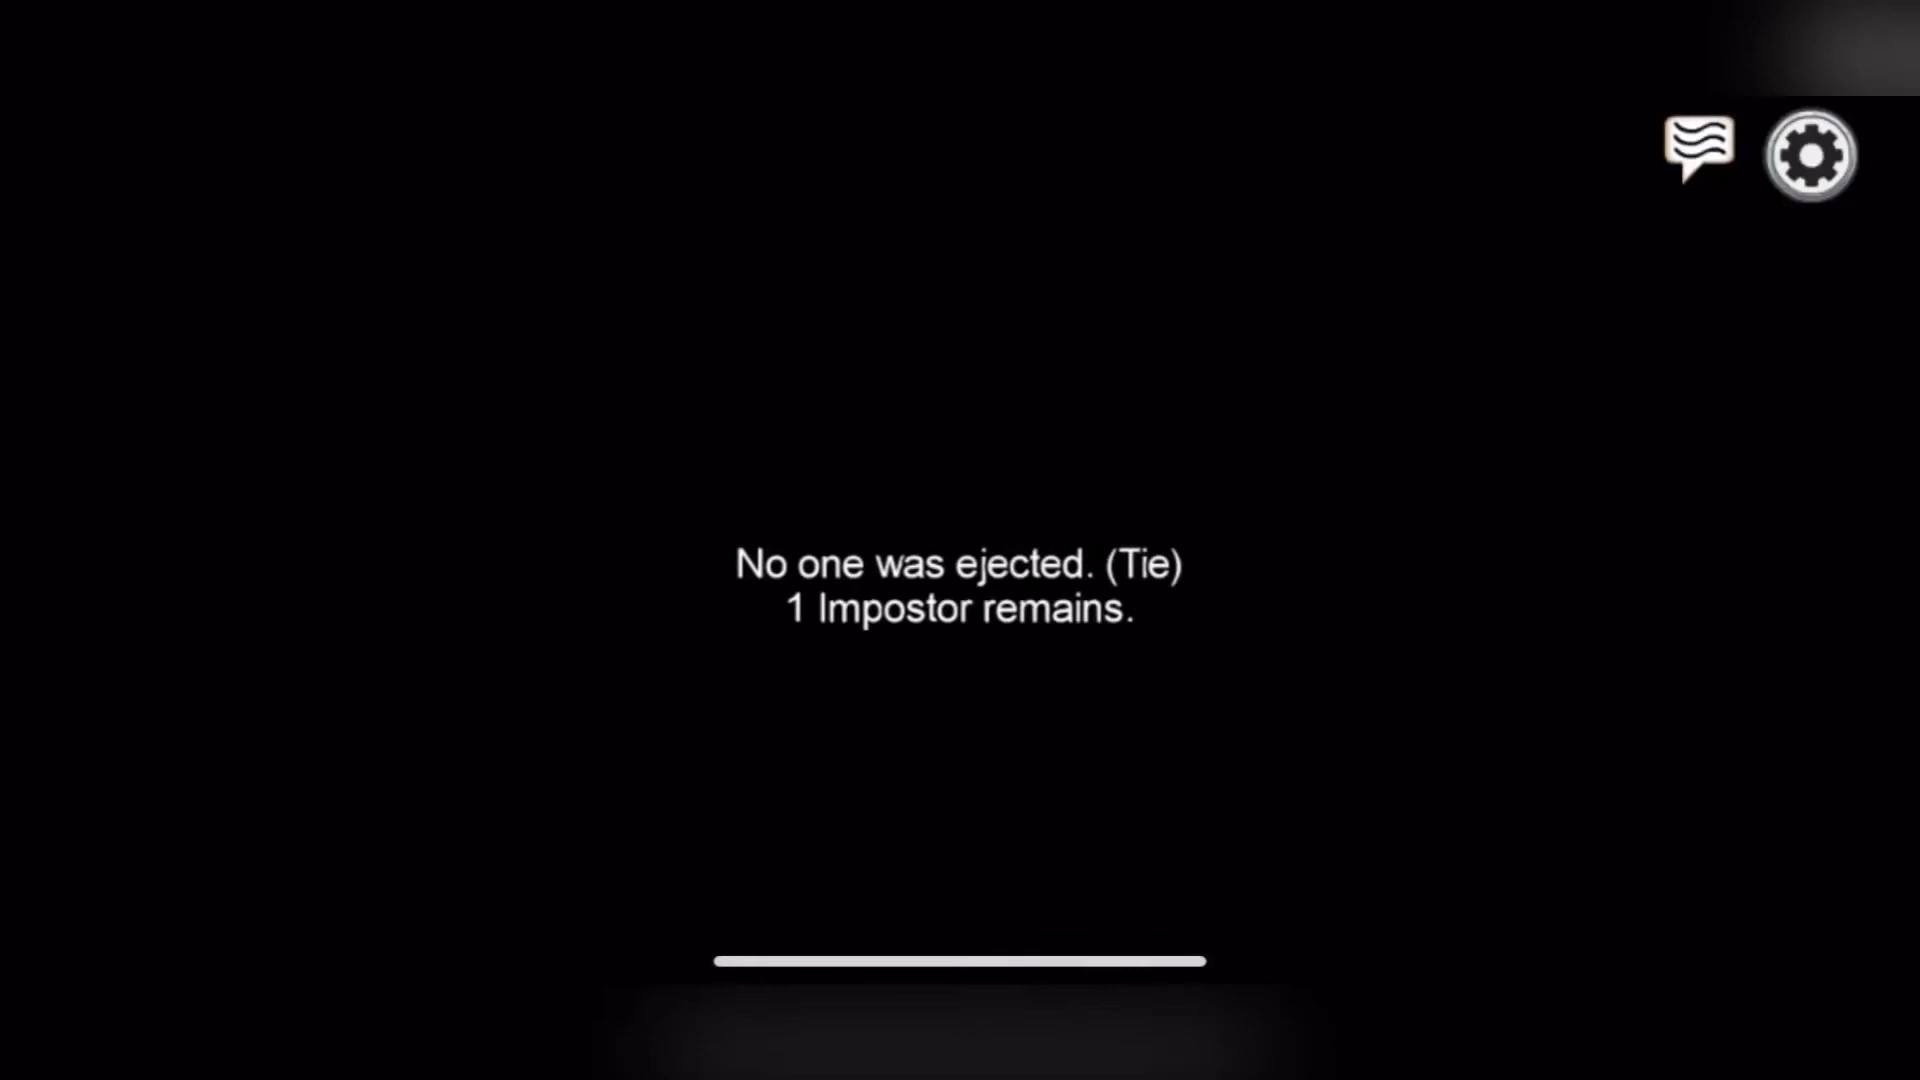 No one was ejected. (Tie)
1 Impostor remains.